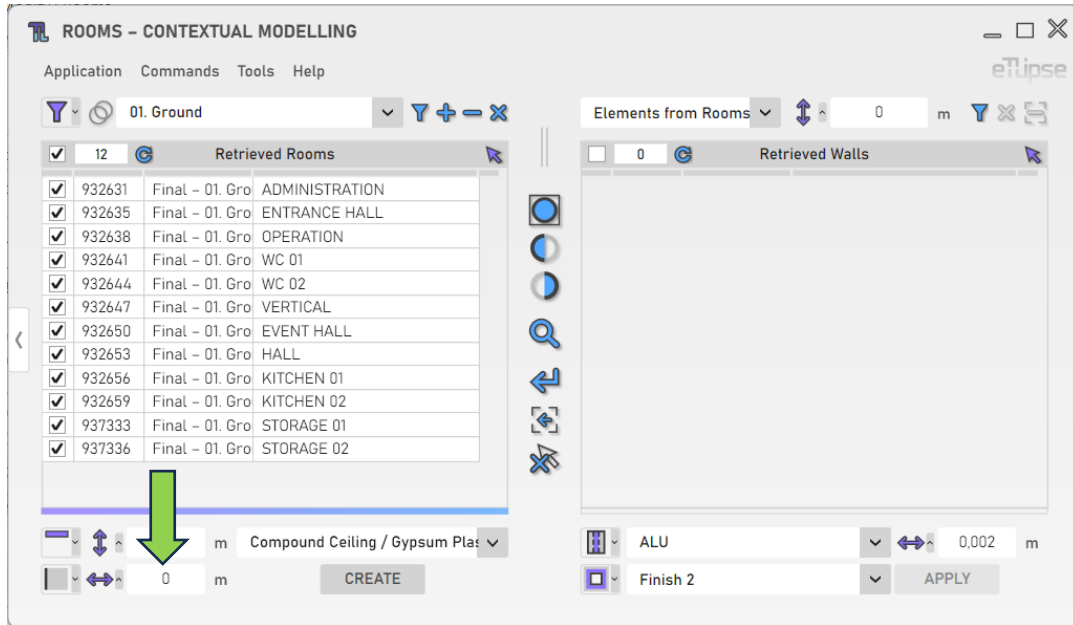 ROOMS – CONTEXTUAL MODELLING
Application Commands Tools Help
eTLipse
01. Ground
Elements from Rooms 0 m
12 Retrieved Rooms
0 Retrieved Walls
932631 Final – 01. Gro ADMINISTRATION
932635 Final – 01. Gro ENTRANCE HALL
932638 Final – 01. Gro OPERATION
932641 Final – 01. Gro WC 01
932644 Final – 01. Gro WC 02
932647 Final – 01. Gro VERTICAL
932650 Final – 01. Gro EVENT HALL
932653 Final – 01. Gro HALL
932656 Final – 01. Gro KITCHEN 01
932659 Final – 01. Gro KITCHEN 02
937333 Final – 01. Gro STORAGE 01
937336 Final – 01. Gro STORAGE 02
m Compound Ceiling / Gypsum Plas
ALU 0,002 m
0 m CREATE
Finish 2 APPLY